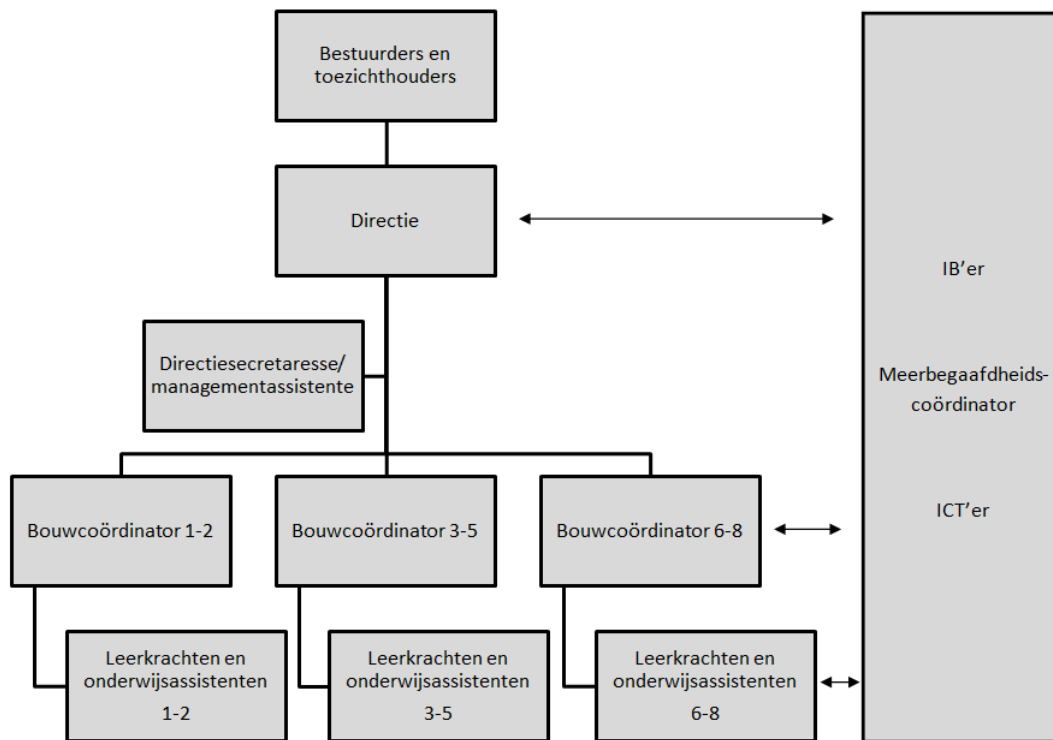 Bestuurders en
toezichthouders
Directie
Directiesecretaresse/
managementassistente
Bouwcoördinator 1-2
Bouwcoördinator 3-5
Bouwcoördinator 6-8
Leerkrachten en
onderwijsassistenten
1-2
Leerkrachten en
onderwijsassistenten
3-5
Leerkrachten en
onderwijsassistenten
6-8
IB’er
Meerbegaafdheids-
coördinator
ICT’er